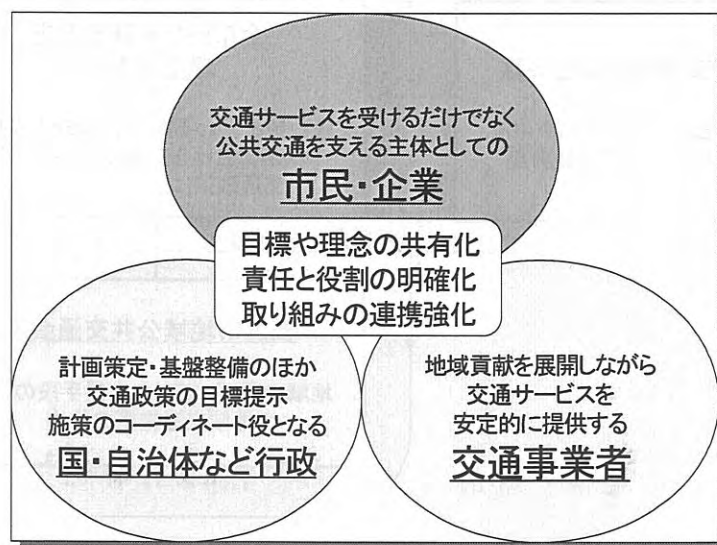 交通サービスを受けるだけでなく
公共交通を支える主体としての
市民・企業
目標や理念の共有化
責任と役割の明確化
取り組みの連携強化
計画策定・基盤整備のほか
交通政策の目標提示
施策のコーディネート役となる
国・自治体など行政
地域貢献を展開しながら
交通サービスを
安定的に提供する
交通事業者